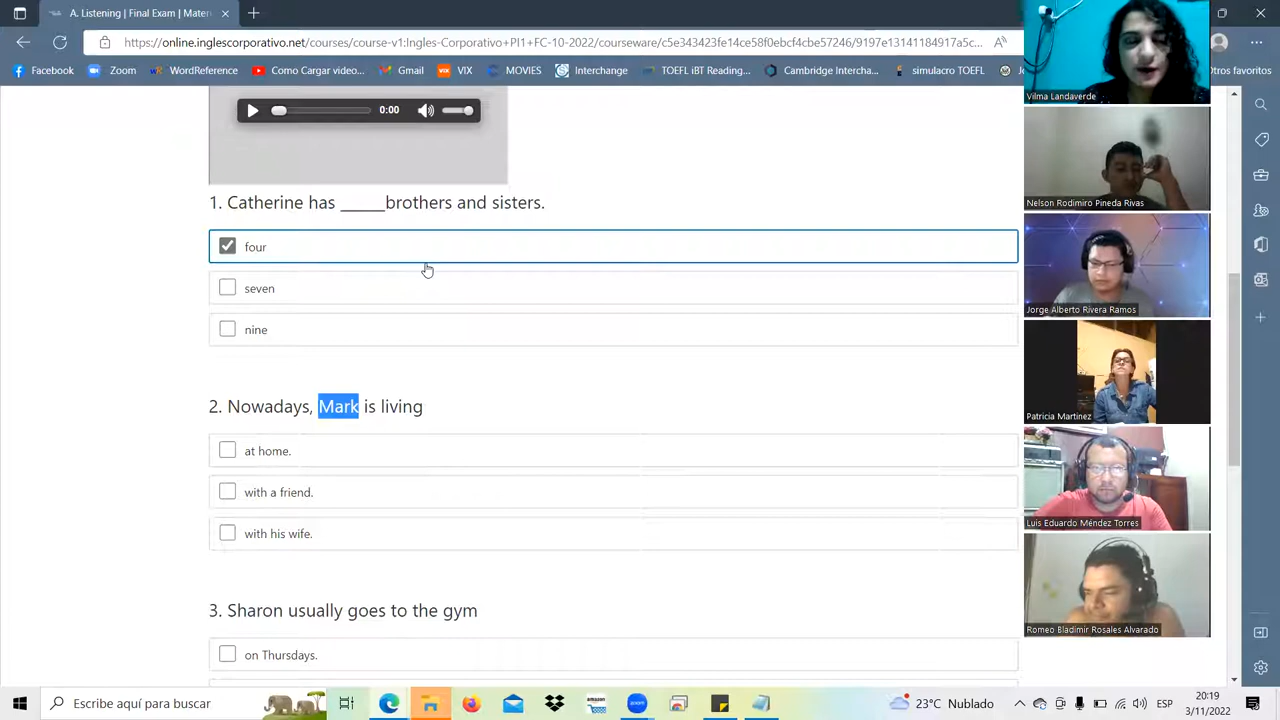 A. Listening | Final Exam | Mater
https://online.inglescorporativo.net/courses/course-v1:Ingles-Corporativo+I1+FC-10-2022/courseware/c5e343423fe14ce58f0ebcf4cbe57246/9197e13141184917a5c...
Facebook
Zoom
WordReference
Como Cargar video...
Gmail
VIX
COVIES
Interchange
TOEFL iBT Reading...
Cambridge Intercha...
simulacro TOEFL
Otros favoritos
0:00
1. Catherine has ______brothers and sisters.
four
seven
nine
2. Nowadays, Mark is living
at home.
with a friend.
with his wife.
3. Sharon usually goes to the gym
on Thursdays.
Vilma Landaverde
Nelson Rodimiro Pineda Rivas
Jorge Alberto Rivera Ramos
Patricia Martinez
Luis Eduardo Méndez Torres
Romeo Bladimir Rosales Alvarado
Escribe aquí para buscar
23°C Nublado
ESP
20:19
3/11/2022